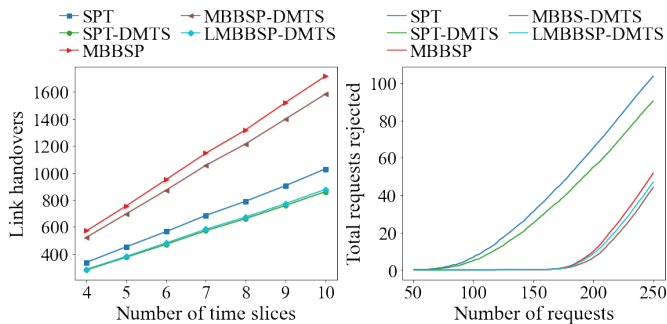 SPT
MBBSP-DMTS
SPT-DMTS
LMBBSP-DMTS
MBBSP
Link handovers
1600
1400
1200
1000
800
600
400
4 5 6 7 8 9 10
Number of time slices
SPT
MBBS-DMTS
SPT-DMTS
LMBBSP-DMTS
MBBSP
Total requests rejected
100
80
60
40
20
0
50 100 150 200 250
Number of requests